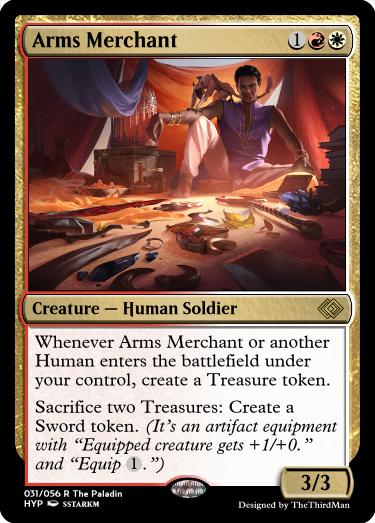 Arms Merchant 1
Creature — Human Soldier
Whenever Arms Merchant or another
Human enters the battlefield under
your control, create a Treasure token.
Sacrifice two Treasures: Create a
Sword token. (It's an artifact equipment
with “Equipped creature gets +1/+0.”
and “Equip 1.”)
3/3
031/056 R The Paladin
HYP SSTARKM
Designed by TheThirdMan